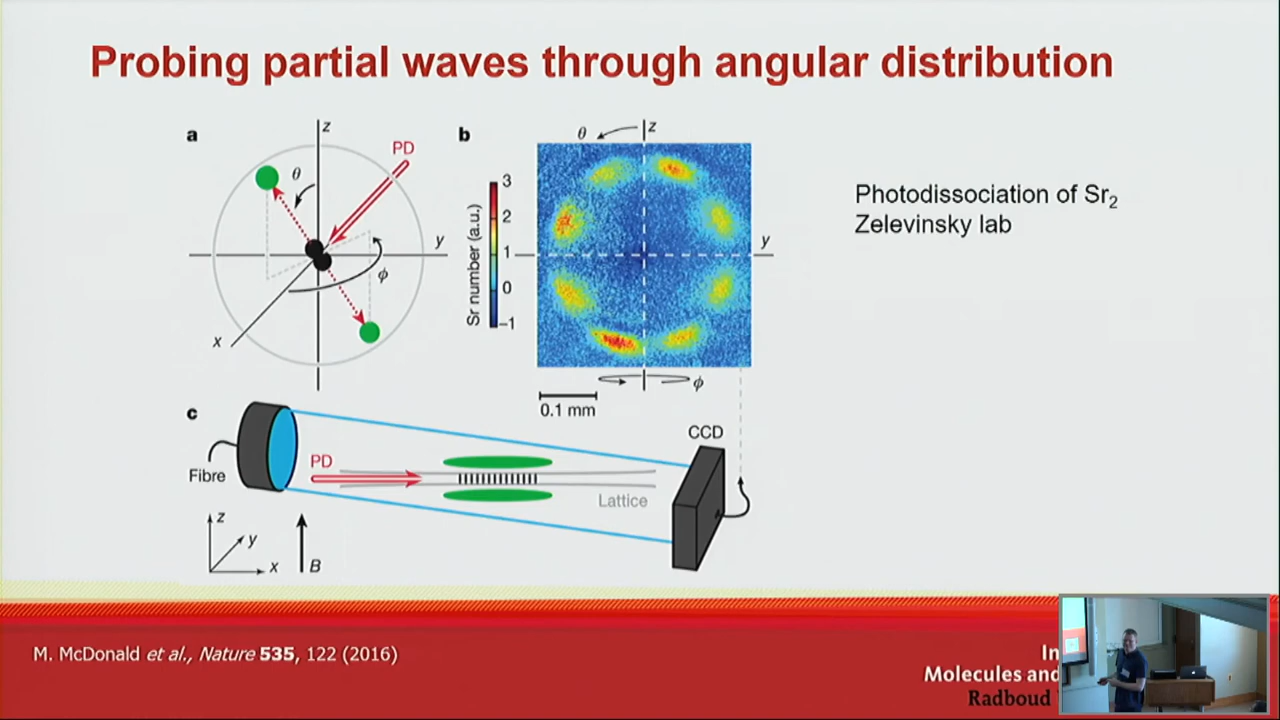 Probing partial waves through angular distribution
a
z
PD
θ
y
ϕ
x
b
θ
z
Sr number (a.u.)
3
2
1
0
–1
y
ϕ
0.1 mm
Photodissociation of Sr₂
Zelevinsky lab
c
Fibre
PD
CCD
Lattice
z
y
x
B
M. McDonald et al., Nature 535, 122 (2016)
Molecules and
Radboud